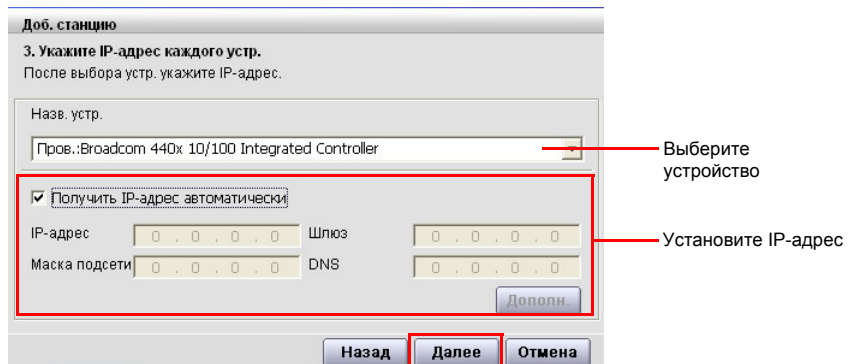 Доб. станцию
3. Укажите IP-адрес каждого устр.
После выбора устр. укажите IP-адрес.
Назв. устр.
Пров.:Broadcom 440x 10/100 Integrated Controller
Выберите
устройство
Получить IP-адрес автоматически
IP-адрес 0 . 0 . 0 . 0 Шлюз 0 . 0 . 0 . 0
Установите IP-адрес
Маска подсети 0 . 0 . 0 . 0 DNS 0 . 0 . 0 . 0
Дополн.
Назад Далее Отмена